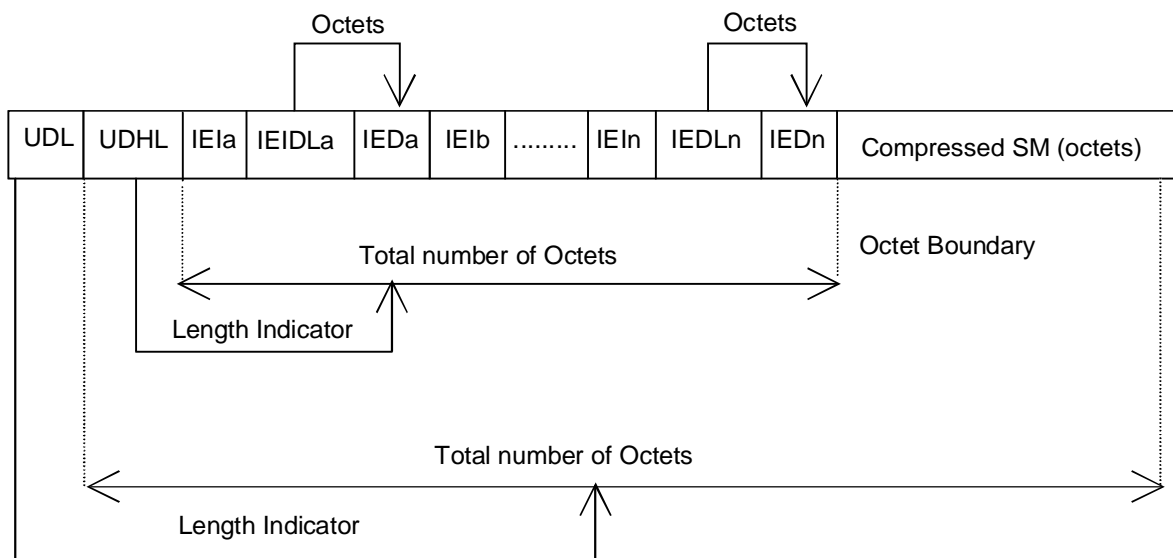 Octets Octets
UDL UDHL IEIa IEIDLa IEDa IEIb ......... IEIn IEDLn IEDn Compressed SM (octets)
Total number of Octets Octet Boundary
Length Indicator
Total number of Octets
Length Indicator